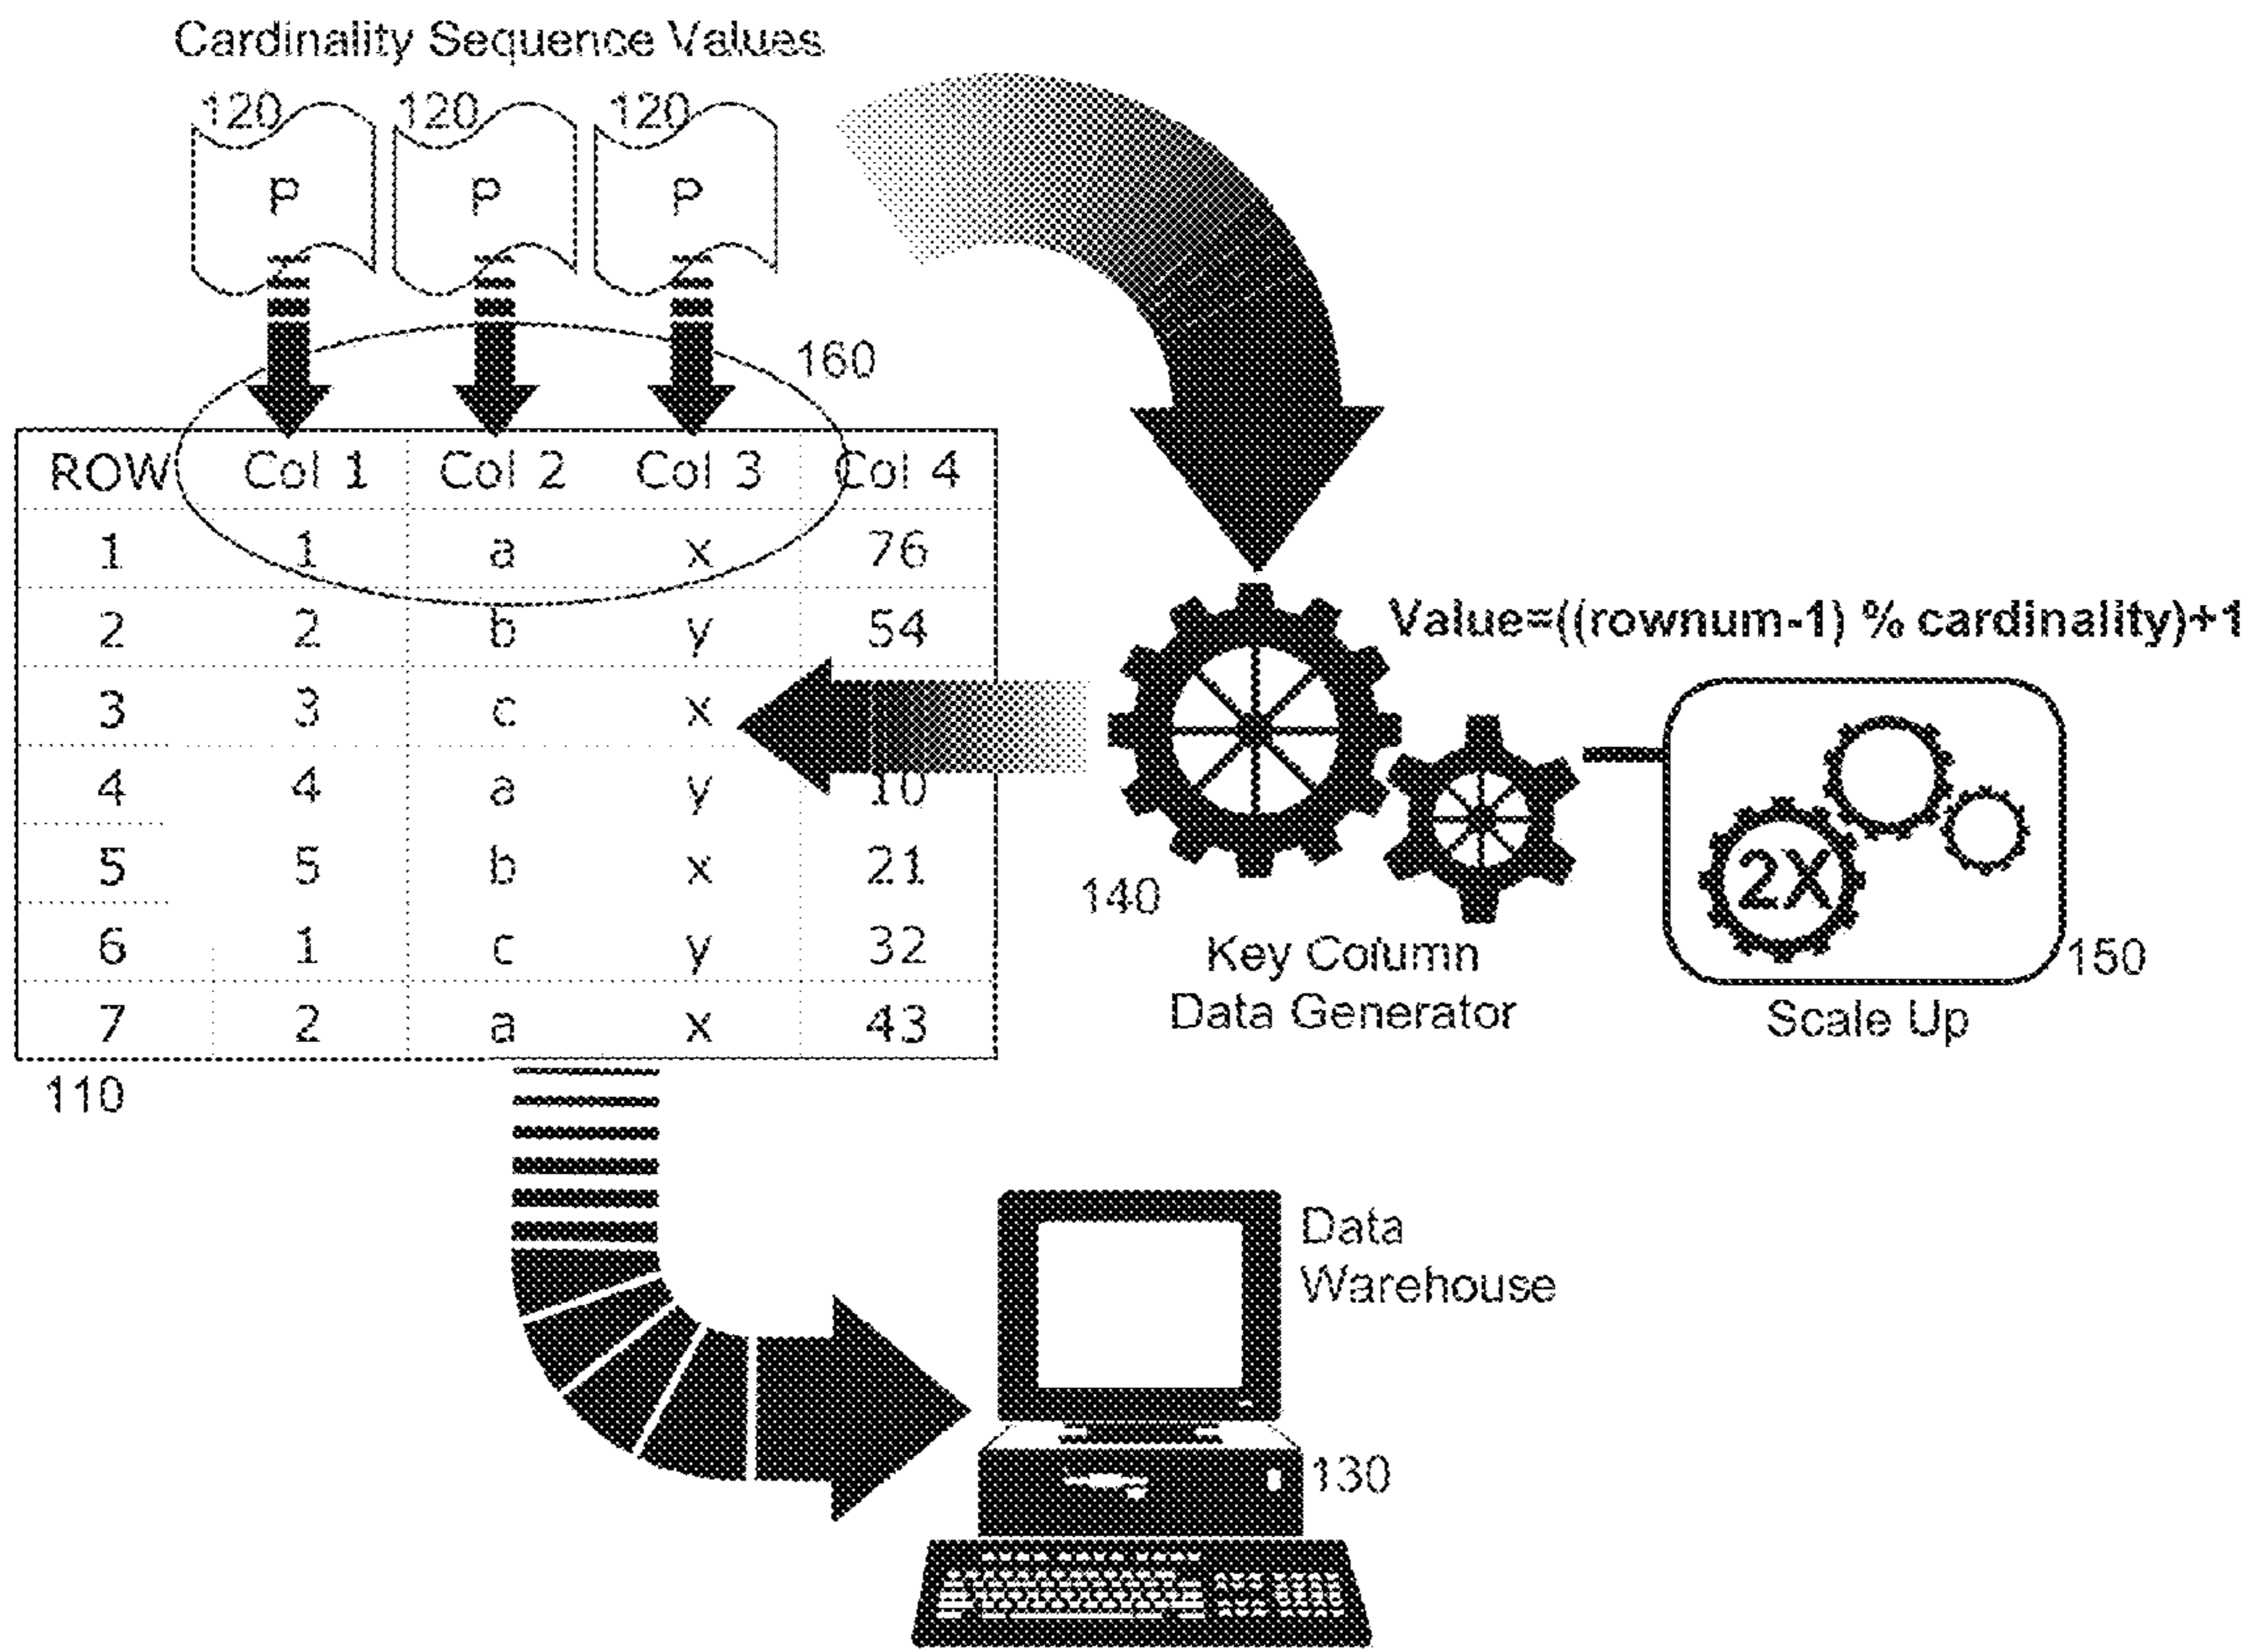 Cardinality Sequence Values
120 120 120
P P P
160
ROW Col 1 Col 2 Col 3 Col 4
1 1 a x 76
2 2 b y 54
3 3 c x
4 4 a y 10
5 5 b x 21
6 1 c y 32
7 2 a x 43
110
Value=((rownum-1) % cardinality)+1
140
Key Column
Data Generator
2X
150
Scale Up
Data
Warehouse
130